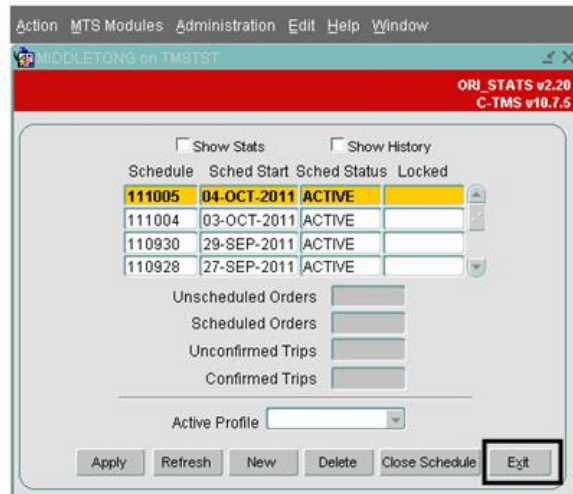 Action MTS Modules Administration Edit Help Window
MIDDLETONG on TMSTST
ORI_STATS v2.20
C-TMS v10.7.5
Show Stats Show History
Schedule Sched Start Sched Status Locked
111005 04-OCT-2011 ACTIVE
111004 03-OCT-2011 ACTIVE
110930 29-SEP-2011 ACTIVE
110928 27-SEP-2011 ACTIVE
Unscheduled Orders
Scheduled Orders
Unconfirmed Trips
Confirmed Trips
Active Profile
Apply Refresh New Delete Close Schedule Exit